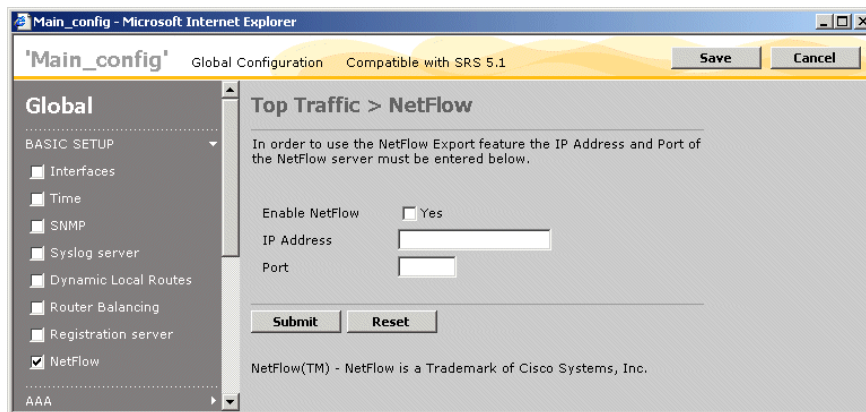 Main_config - Microsoft Internet Explorer
'Main_config' Global Configuration Compatible with SRS 5.1 Save Cancel
Global
BASIC SETUP
Interfaces
Time
SNMP
Syslog server
Dynamic Local Routes
Router Balancing
Registration server
NetFlow
AAA
Top Traffic > NetFlow
In order to use the NetFlow Export feature the IP Address and Port of
the NetFlow server must be entered below.
Enable NetFlow Yes
IP Address
Port
Submit Reset
NetFlow(TM) - NetFlow is a Trademark of Cisco Systems, Inc.